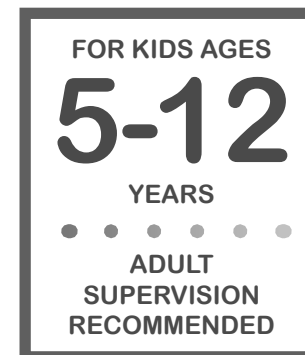 FOR KIDS AGES
5-12
YEARS
ADULT
SUPERVISION
RECOMMENDED